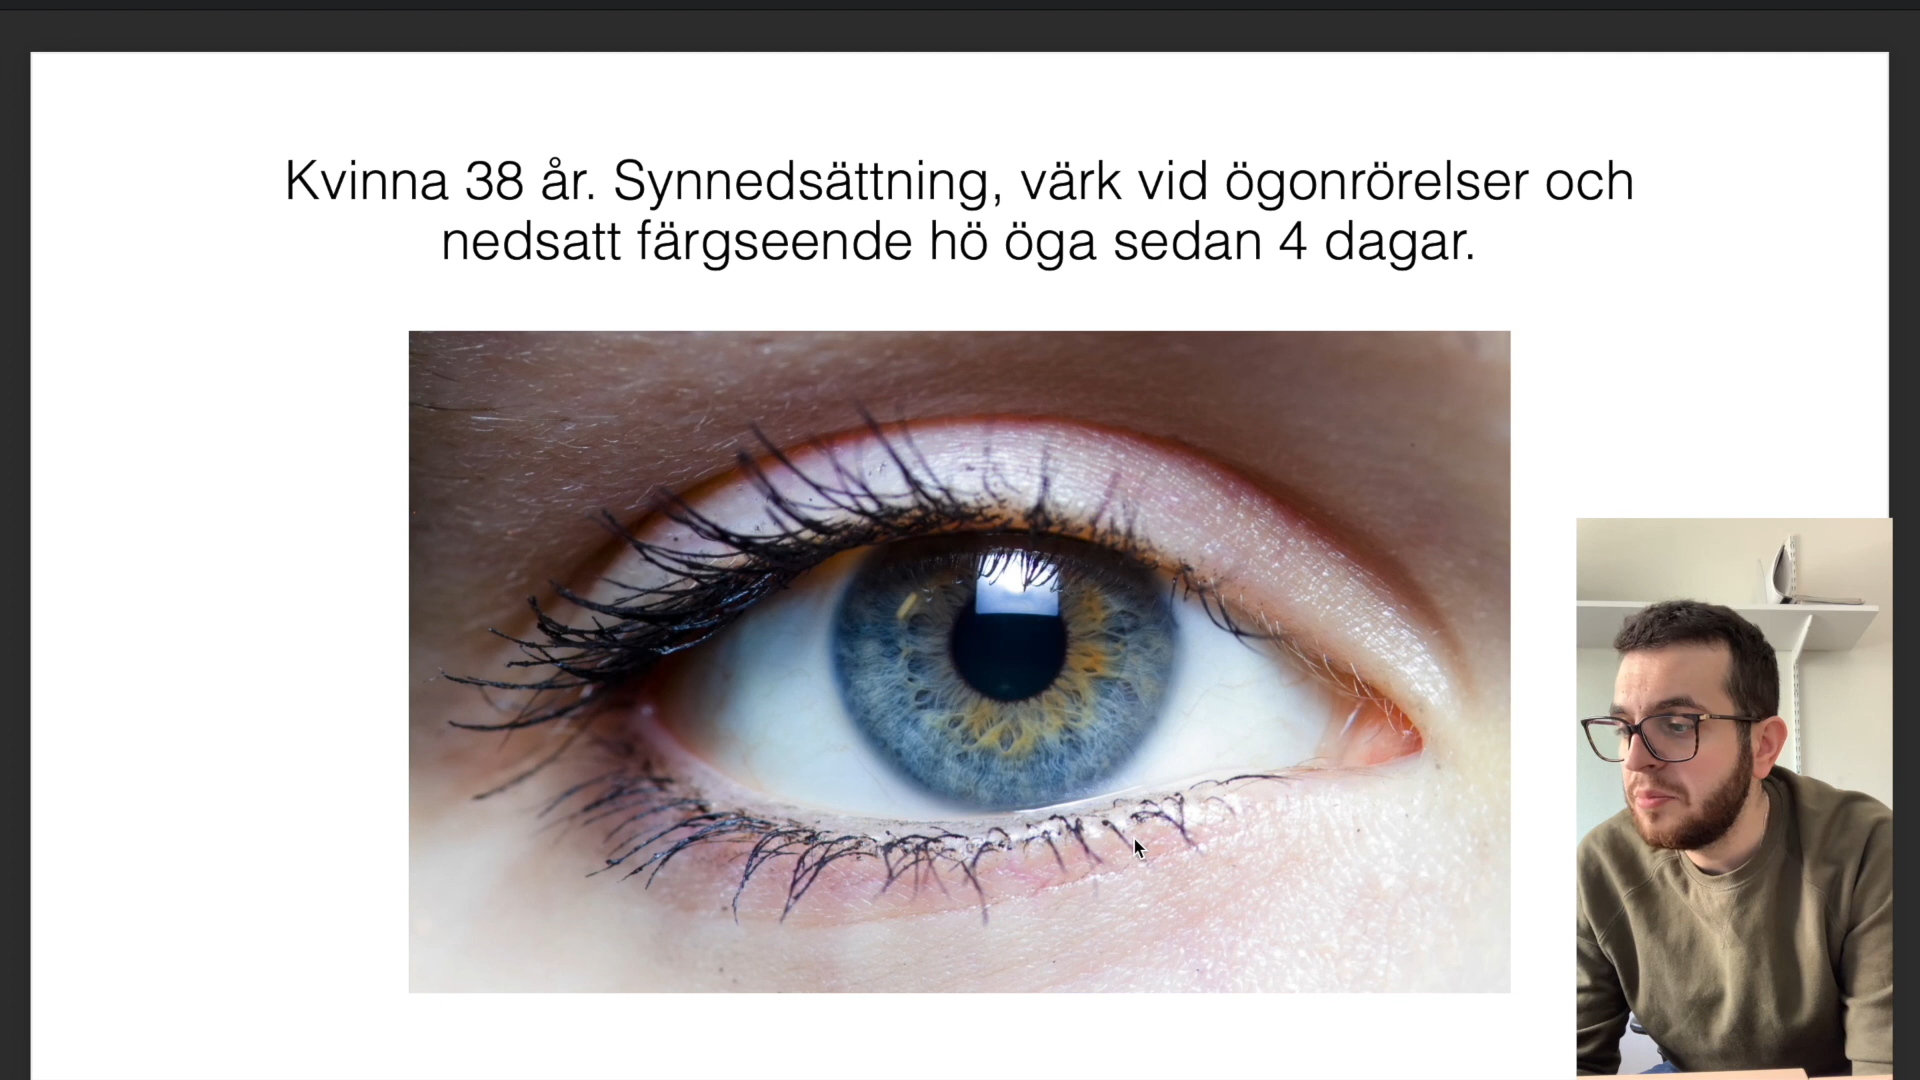 Kvinna 38 år. Synnedsättning, värk vid ögonrörelser och
nedsatt färgseende hö öga sedan 4 dagar.